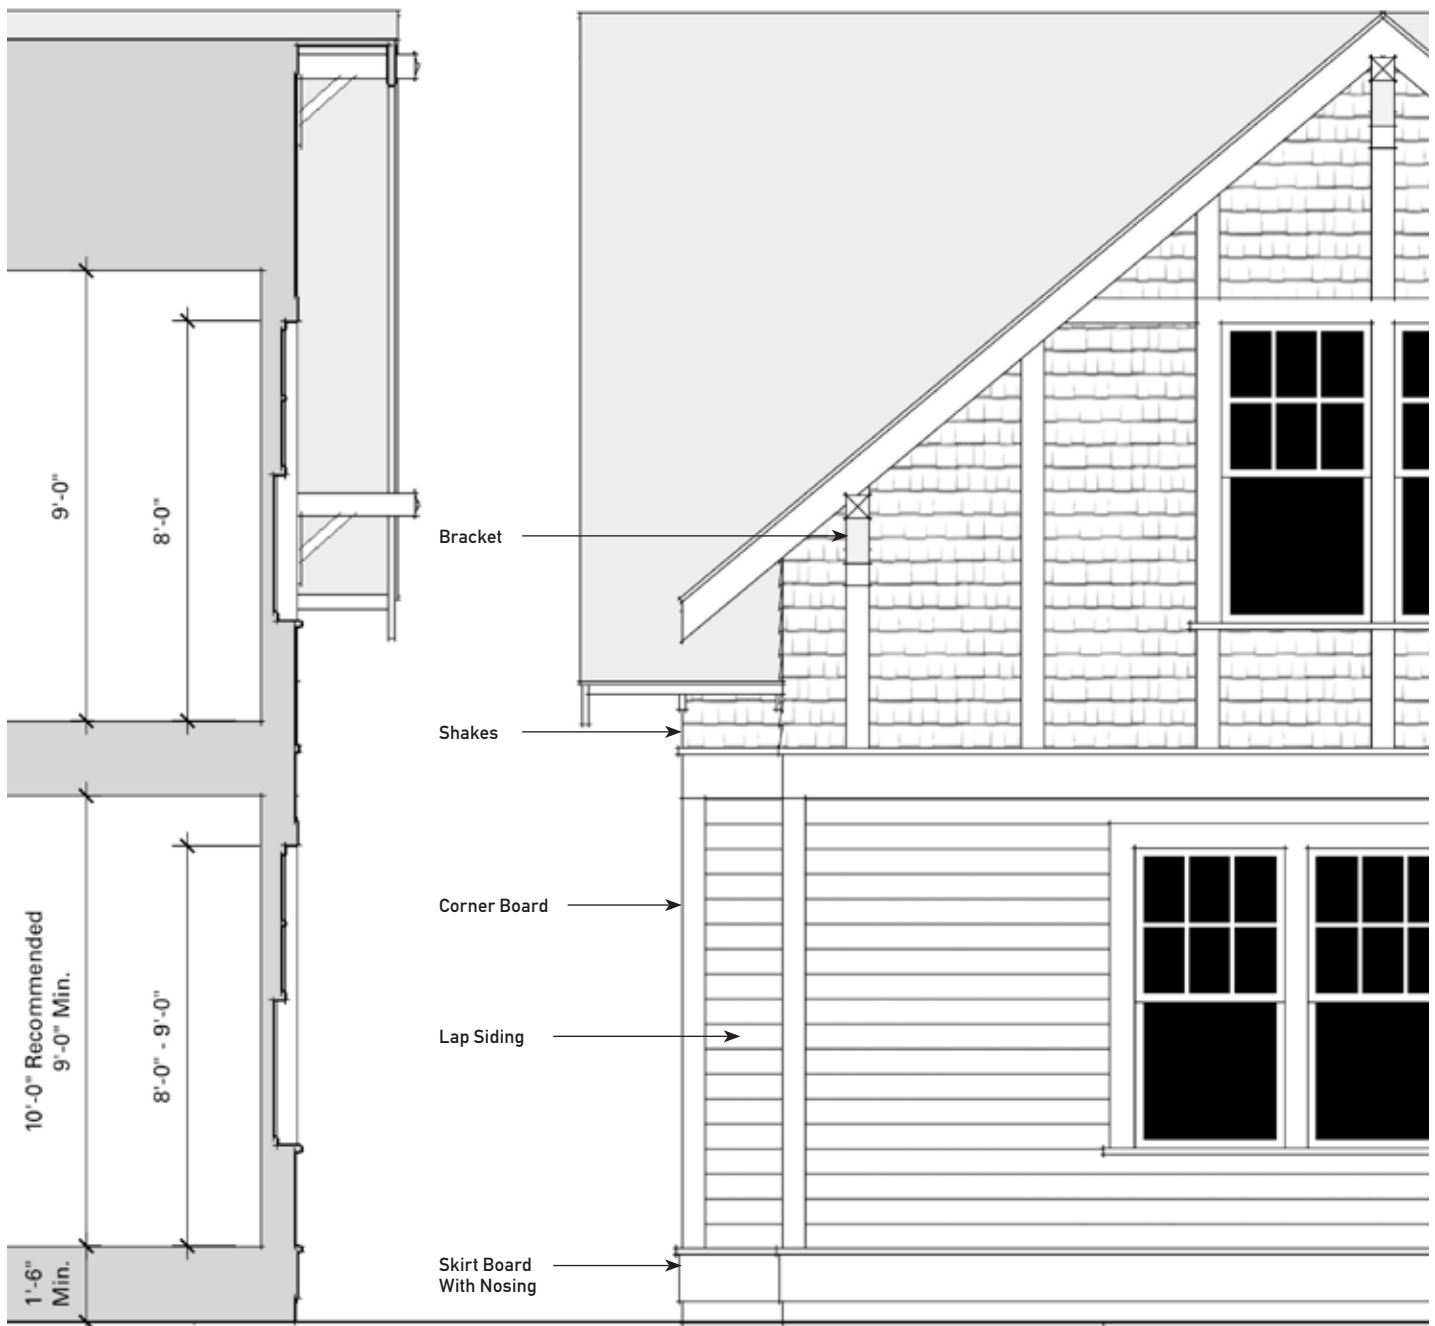 9'-0"
8'-0"
10'-0" Recommended
9'-0" Min.
8'-0" - 9'-0"
1'-6"
Min.
Bracket
Shakes
Corner Board
Lap Siding
Skirt Board
With Nosing